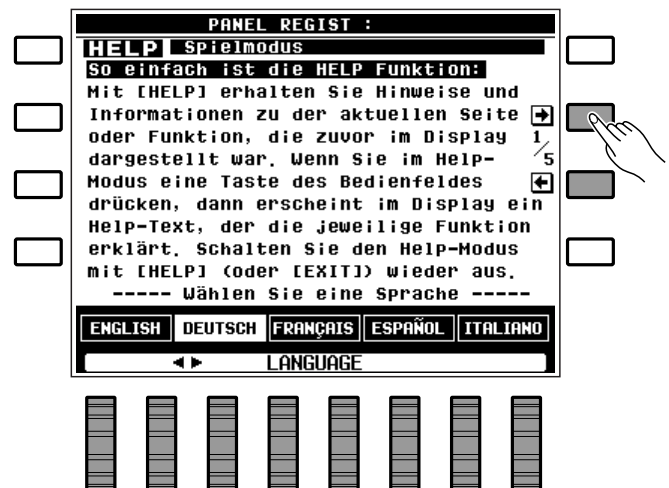 PANEL REGIST :
HELP Spielmodus
So einfach ist die HELP Funktion:
Mit [HELP] erhalten Sie Hinweise und
Informationen zu der aktuellen Seite →
oder Funktion, die zuvor im Display 1
dargestellt war. Wenn Sie im Help- /5
Modus eine Taste des Bedienfeldes ←
drücken, dann erscheint im Display ein
Help-Text, der die jeweilige Funktion
erklärt. Schalten Sie den Help-Modus
mit [HELP] (oder [EXIT]) wieder aus.
----- Wählen Sie eine Sprache -----
ENGLISH DEUTSCH FRANÇAIS ESPAÑOL ITALIANO
◄► LANGUAGE